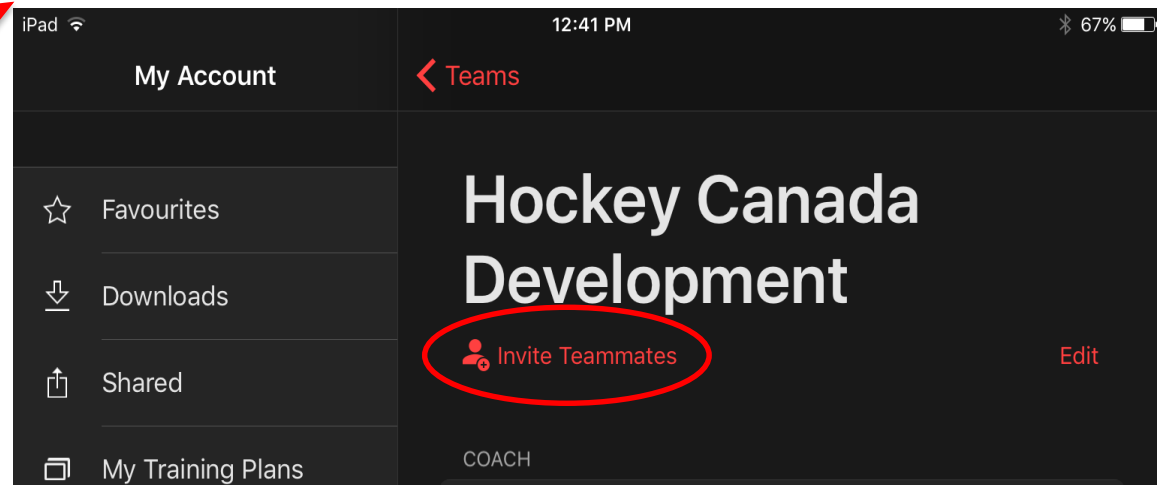 iPad 12:41 PM 67%
My Account
Teams
Favourites
Downloads
Shared
My Training Plans
Hockey Canada
Development
Invite Teammates
Edit
COACH